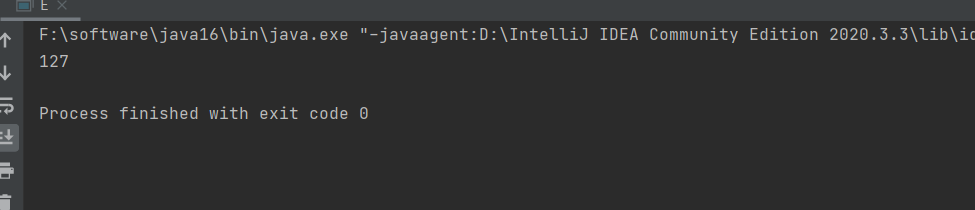 E
F:\software\java16\bin\java.exe "-javaagent:D:\IntelliJ IDEA Community Edition 2020.3.3\lib\id
127
Process finished with exit code 0